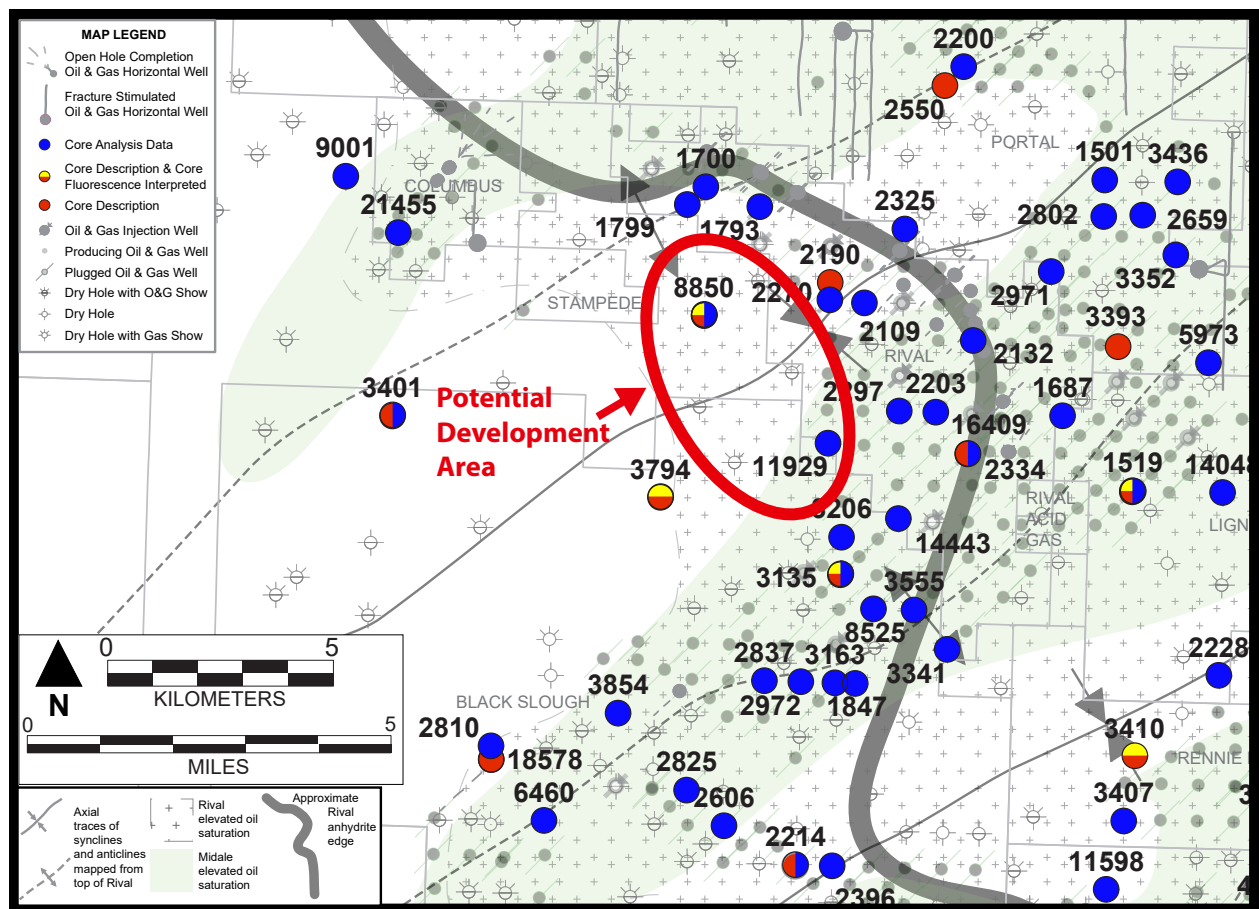 MAP LEGEND
Open Hole Completion
Oil & Gas Horizontal Well
Fracture Stimulated
Oil & Gas Horizontal Well
Core Analysis Data
Core Description & Core
Fluorescence Interpreted
Core Description
Oil & Gas Injection Well
Producing Oil & Gas Well
Plugged Oil & Gas Well
Dry Hole with O&G Show
Dry Hole
Dry Hole with Gas Show
2200
2550
PORTAL
9001
1700
1501
3436
COLUMBUS
21455
1799
1793
2325
2802
2659
2190
3352
8850
2270
2971
STAMPEDE
2109
3393
RIVAL
2132
5973
3401
Potential
Development
Area
2297
2203
1687
16409
3794
11929
2334
1519
1404
RIVAL
ACID
GAS
LIGN
3206
14443
3135
3555
8525
3341
2837
3163
2228
2972
1847
3854
BLACK SLOUGH
2810
3410
18578
RENNIE
2825
6460
2606
3407
2214
11598
2396
0
5
KILOMETERS
N
0
5
MILES
Axial
traces of
synclines
and anticlines
mapped from
top of Rival
Rival
elevated oil
saturation
Midale
elevated oil
saturation
Approximate
Rival
anhydrite
edge